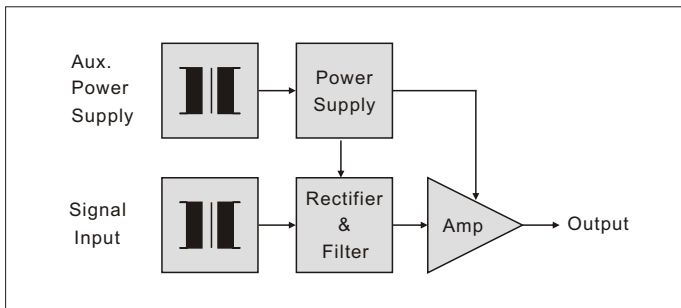 Aux.
Power
Supply
Power
Supply
Signal
Input
Rectifier
&
Filter
Amp
Output